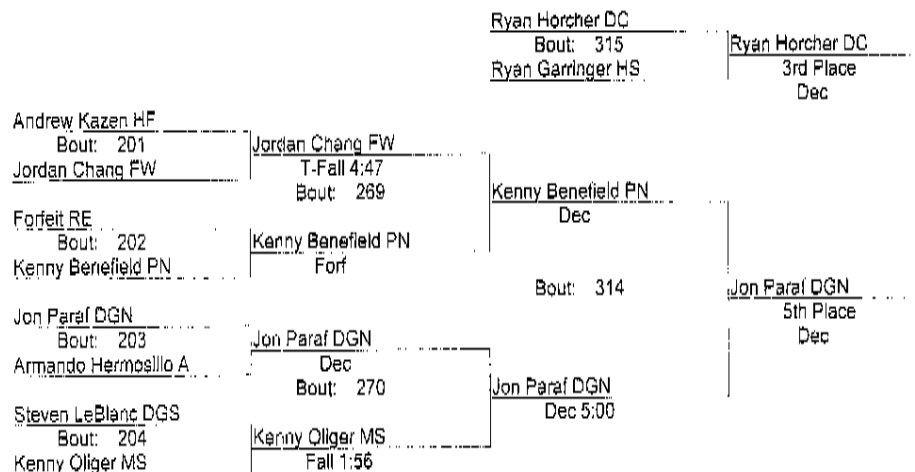 Ryan Horcher DC
Bout: 315
Ryan Garringer HS
Ryan Horcher DC
3rd Place
Dec
Andrew Kazen HF
Bout: 201
Jordan Chang FW
Jordan Chang FW
T-Fall 4:47
Bout: 269
Forfeit RE
Bout: 202
Kenny Benefield PN
Kenny Benefield PN
Forf
Kenny Benefield PN
Dec
Bout: 314
Jon Paraf DGN
Bout: 203
Armando Hermosillo A
Jon Paraf DGN
Dec
Bout: 270
Steven LeBlanc DGS
Bout: 204
Kenny Oliger MS
Kenny Oliger MS
Fall 1:56
Jon Paraf DGN
Dec 5:00
Jon Paraf DGN
5th Place
Dec